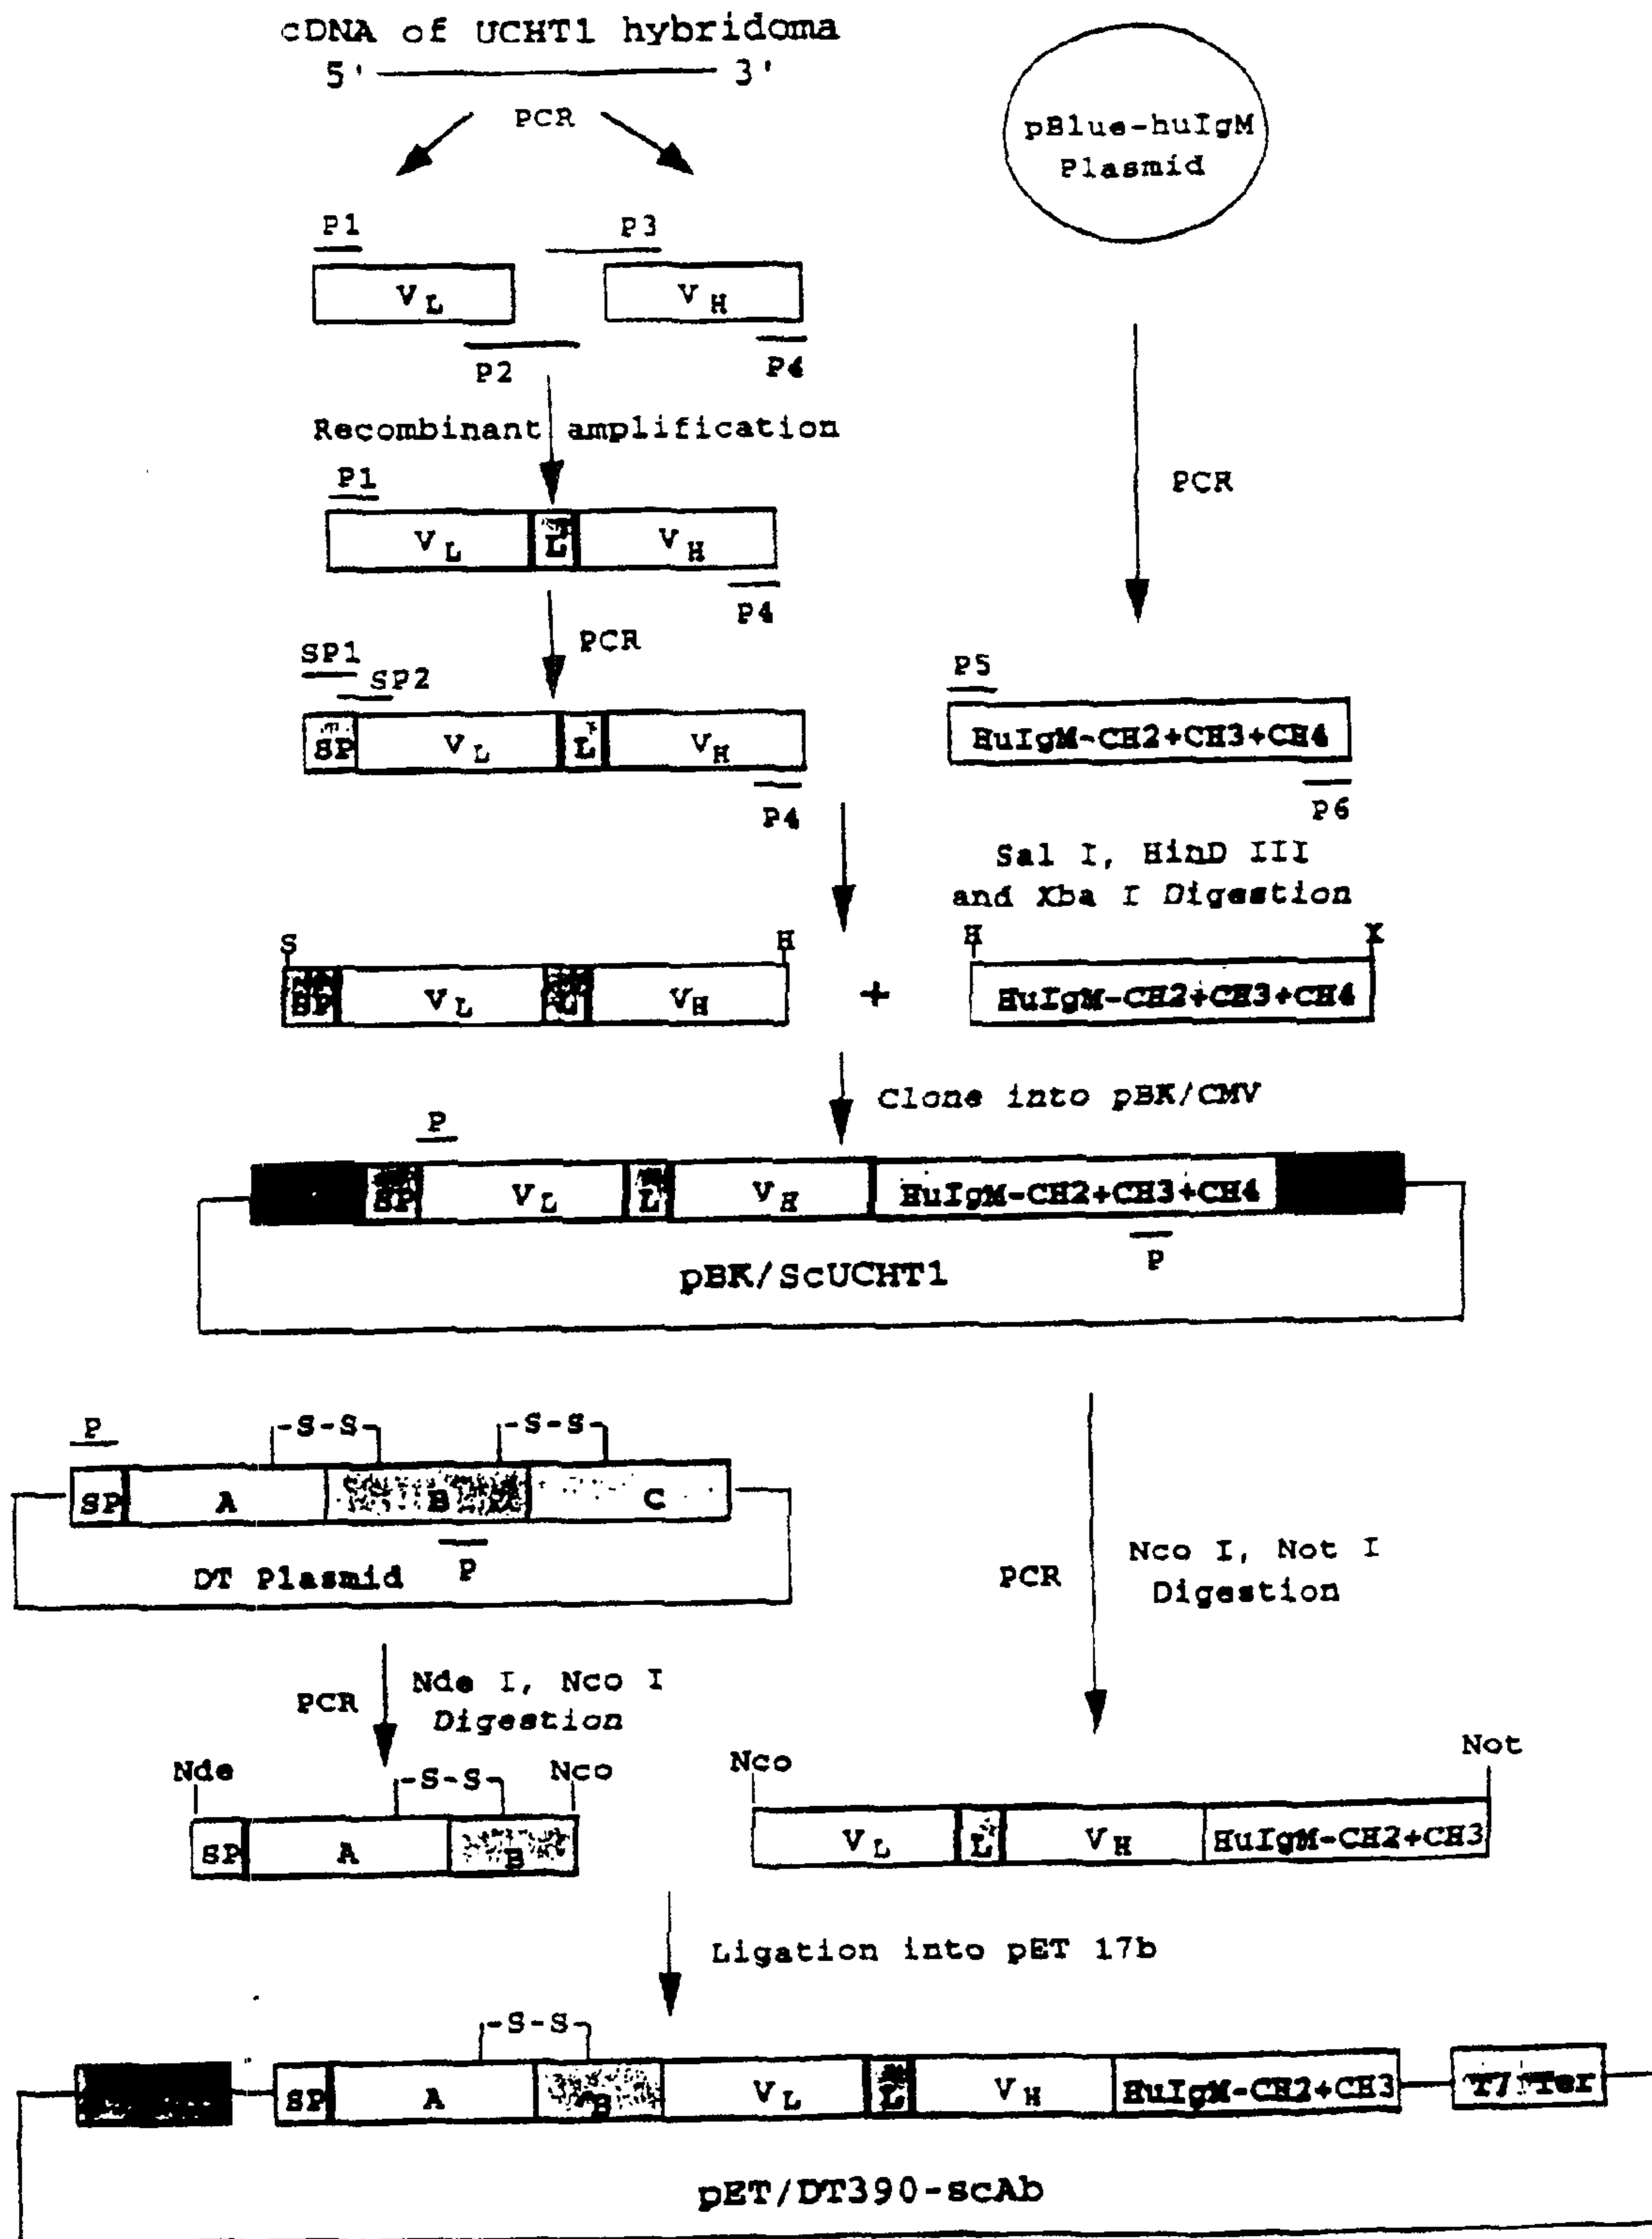 cDNA of UCHT1 hybridoma
5' 3'
PCR
pBlue-huIgM
Plasmid
P1
P3
VL
VH
P2
P4
Recombinant amplification
PCR
P1
VL
L
VH
P4
PCR
SP1
SP2
SP
VL
L
VH
P4
P5
HuIgM-CH2+CH3+CH4
P6
Sal I, HinD III
and Xba I Digestion
S
H
SP
VL
L
VH
+
H
X
HuIgM-CH2+CH3+CH4
Clone into pBK/CMV
P
SP
VL
L
VH
HuIgM-CH2+CH3+CH4
P
pBK/ScUCHT1
P
-S-S-
-S-S-
SP
A
B
C
P
DT Plasmid
PCR
Nco I, Not I
Digestion
PCR
Nde I, Nco I
Digestion
Nde
-S-S-
Nco
SP
A
B
Nco
Not
VL
L
VH
HuIgM-CH2+CH3
Ligation into pET 17b
-S-S-
SP
A
B
VL
L
VH
HuIgM-CH2+CH3
T7 Ter
pET/DT390-scAb